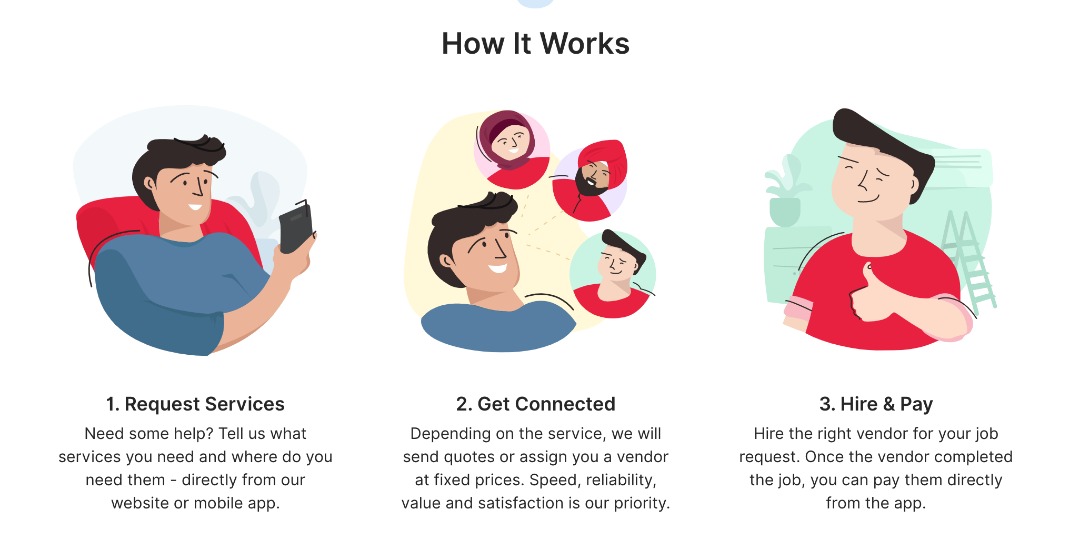 How It Works
1. Request Services
Need some help? Tell us what
services you need and where do you
need them - directly from our
website or mobile app.
2. Get Connected
Depending on the service, we will
send quotes or assign you a vendor
at fixed prices. Speed, reliability,
value and satisfaction is our priority.
3. Hire & Pay
Hire the right vendor for your job
request. Once the vendor completed
the job, you can pay them directly
from the app.